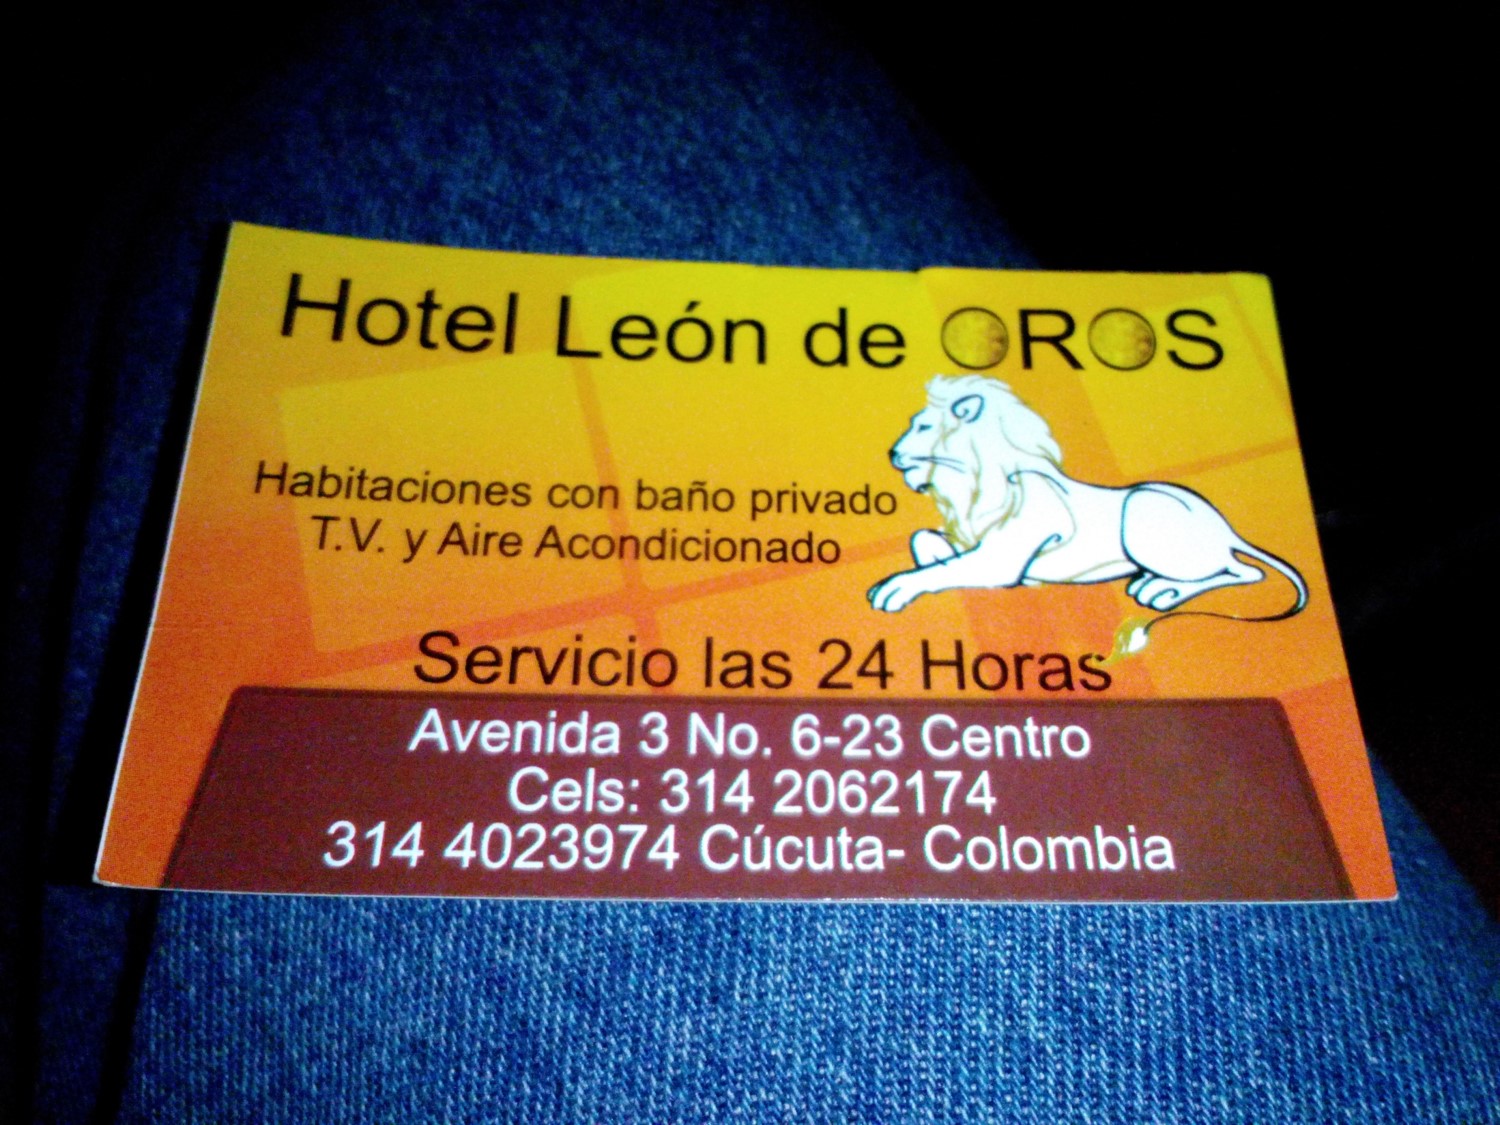 Hotel León de OROS
Habitaciones con baño privado
T.V. y Aire Acondicionado
Servicio las 24 Horas
Avenida 3 No. 6-23 Centro
Cels: 314 2062174
314 4023974 Cúcuta- Colombia